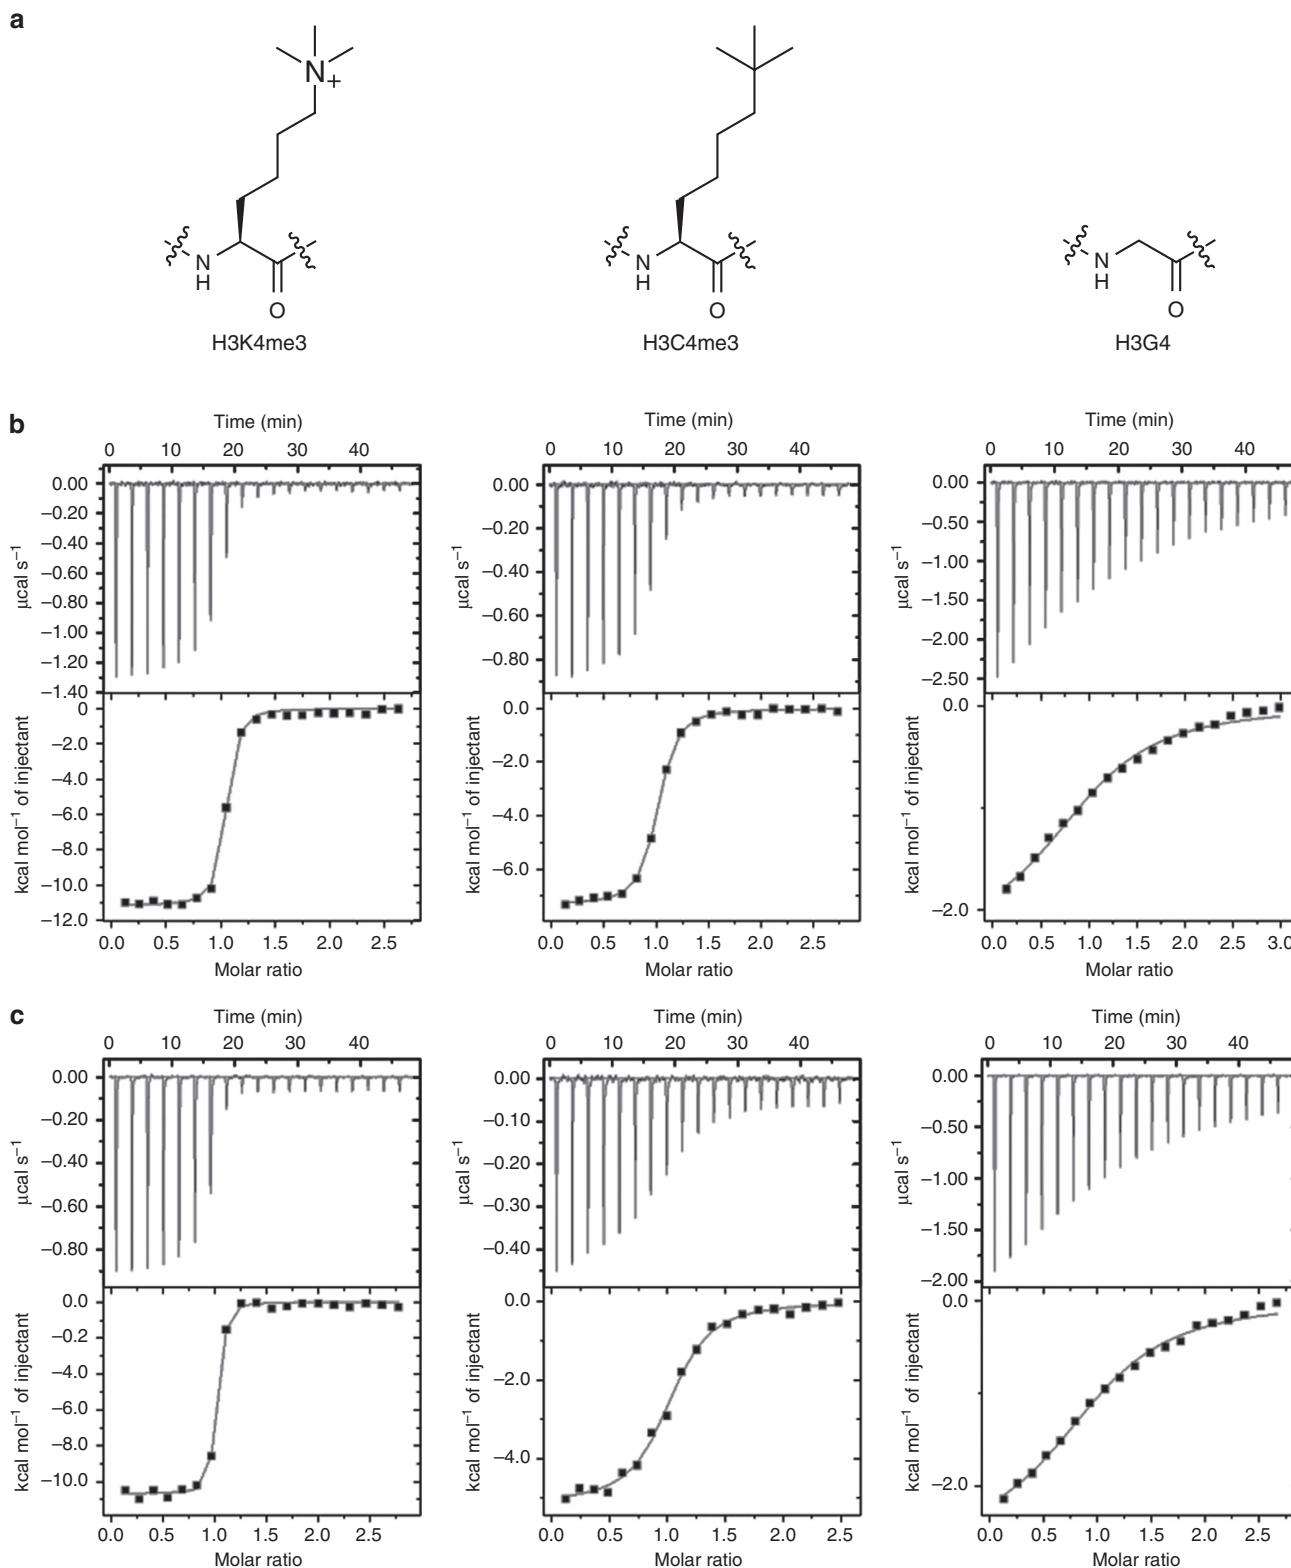 a
N
+
N
H
O
H3K4me3
N
H
O
H3C4me3
N
H
O
H3G4
b
Time (min)
0 10 20 30 40
0.00
–0.20
–0.40
–0.60
–0.80
–1.00
–1.20
–1.40
µcal s–1
0
–2.0
–4.0
–6.0
–8.0
–10.0
–12.0
kcal mol–1 of injectant
0.0 0.5 1.0 1.5 2.0 2.5
Molar ratio
Time (min)
0 10 20 30 40
0.00
–0.20
–0.40
–0.60
–0.80
µcal s–1
0.0
–2.0
–4.0
–6.0
kcal mol–1 of injectant
0.0 0.5 1.0 1.5 2.0 2.5
Molar ratio
Time (min)
0 10 20 30 40
0.00
–0.50
–1.00
–1.50
–2.00
–2.50
µcal s–1
0.0
–2.0
kcal mol–1 of injectant
0.0 0.5 1.0 1.5 2.0 2.5 3.0
Molar ratio
c
Time (min)
0 10 20 30 40
0.00
–0.20
–0.40
–0.60
–0.80
µcal s–1
0.0
–0.2
–4.0
–6.0
–8.0
–10.0
kcal mol–1 of injectant
0.0 0.5 1.0 1.5 2.0 2.5
Molar ratio
Time (min)
0 10 20 30 40
0.00
–0.10
–0.20
–0.30
–0.40
µcal s–1
0.0
–2.0
–4.0
kcal mol–1 of injectant
0.0 0.5 1.0 1.5 2.0 2.5
Molar ratio
Time (min)
0 10 20 30 40
0.00
–0.50
–1.00
–1.50
–2.00
µcal s–1
0.0
–2.0
kcal mol–1 of injectant
0.0 0.5 1.0 1.5 2.0 2.5
Molar ratio